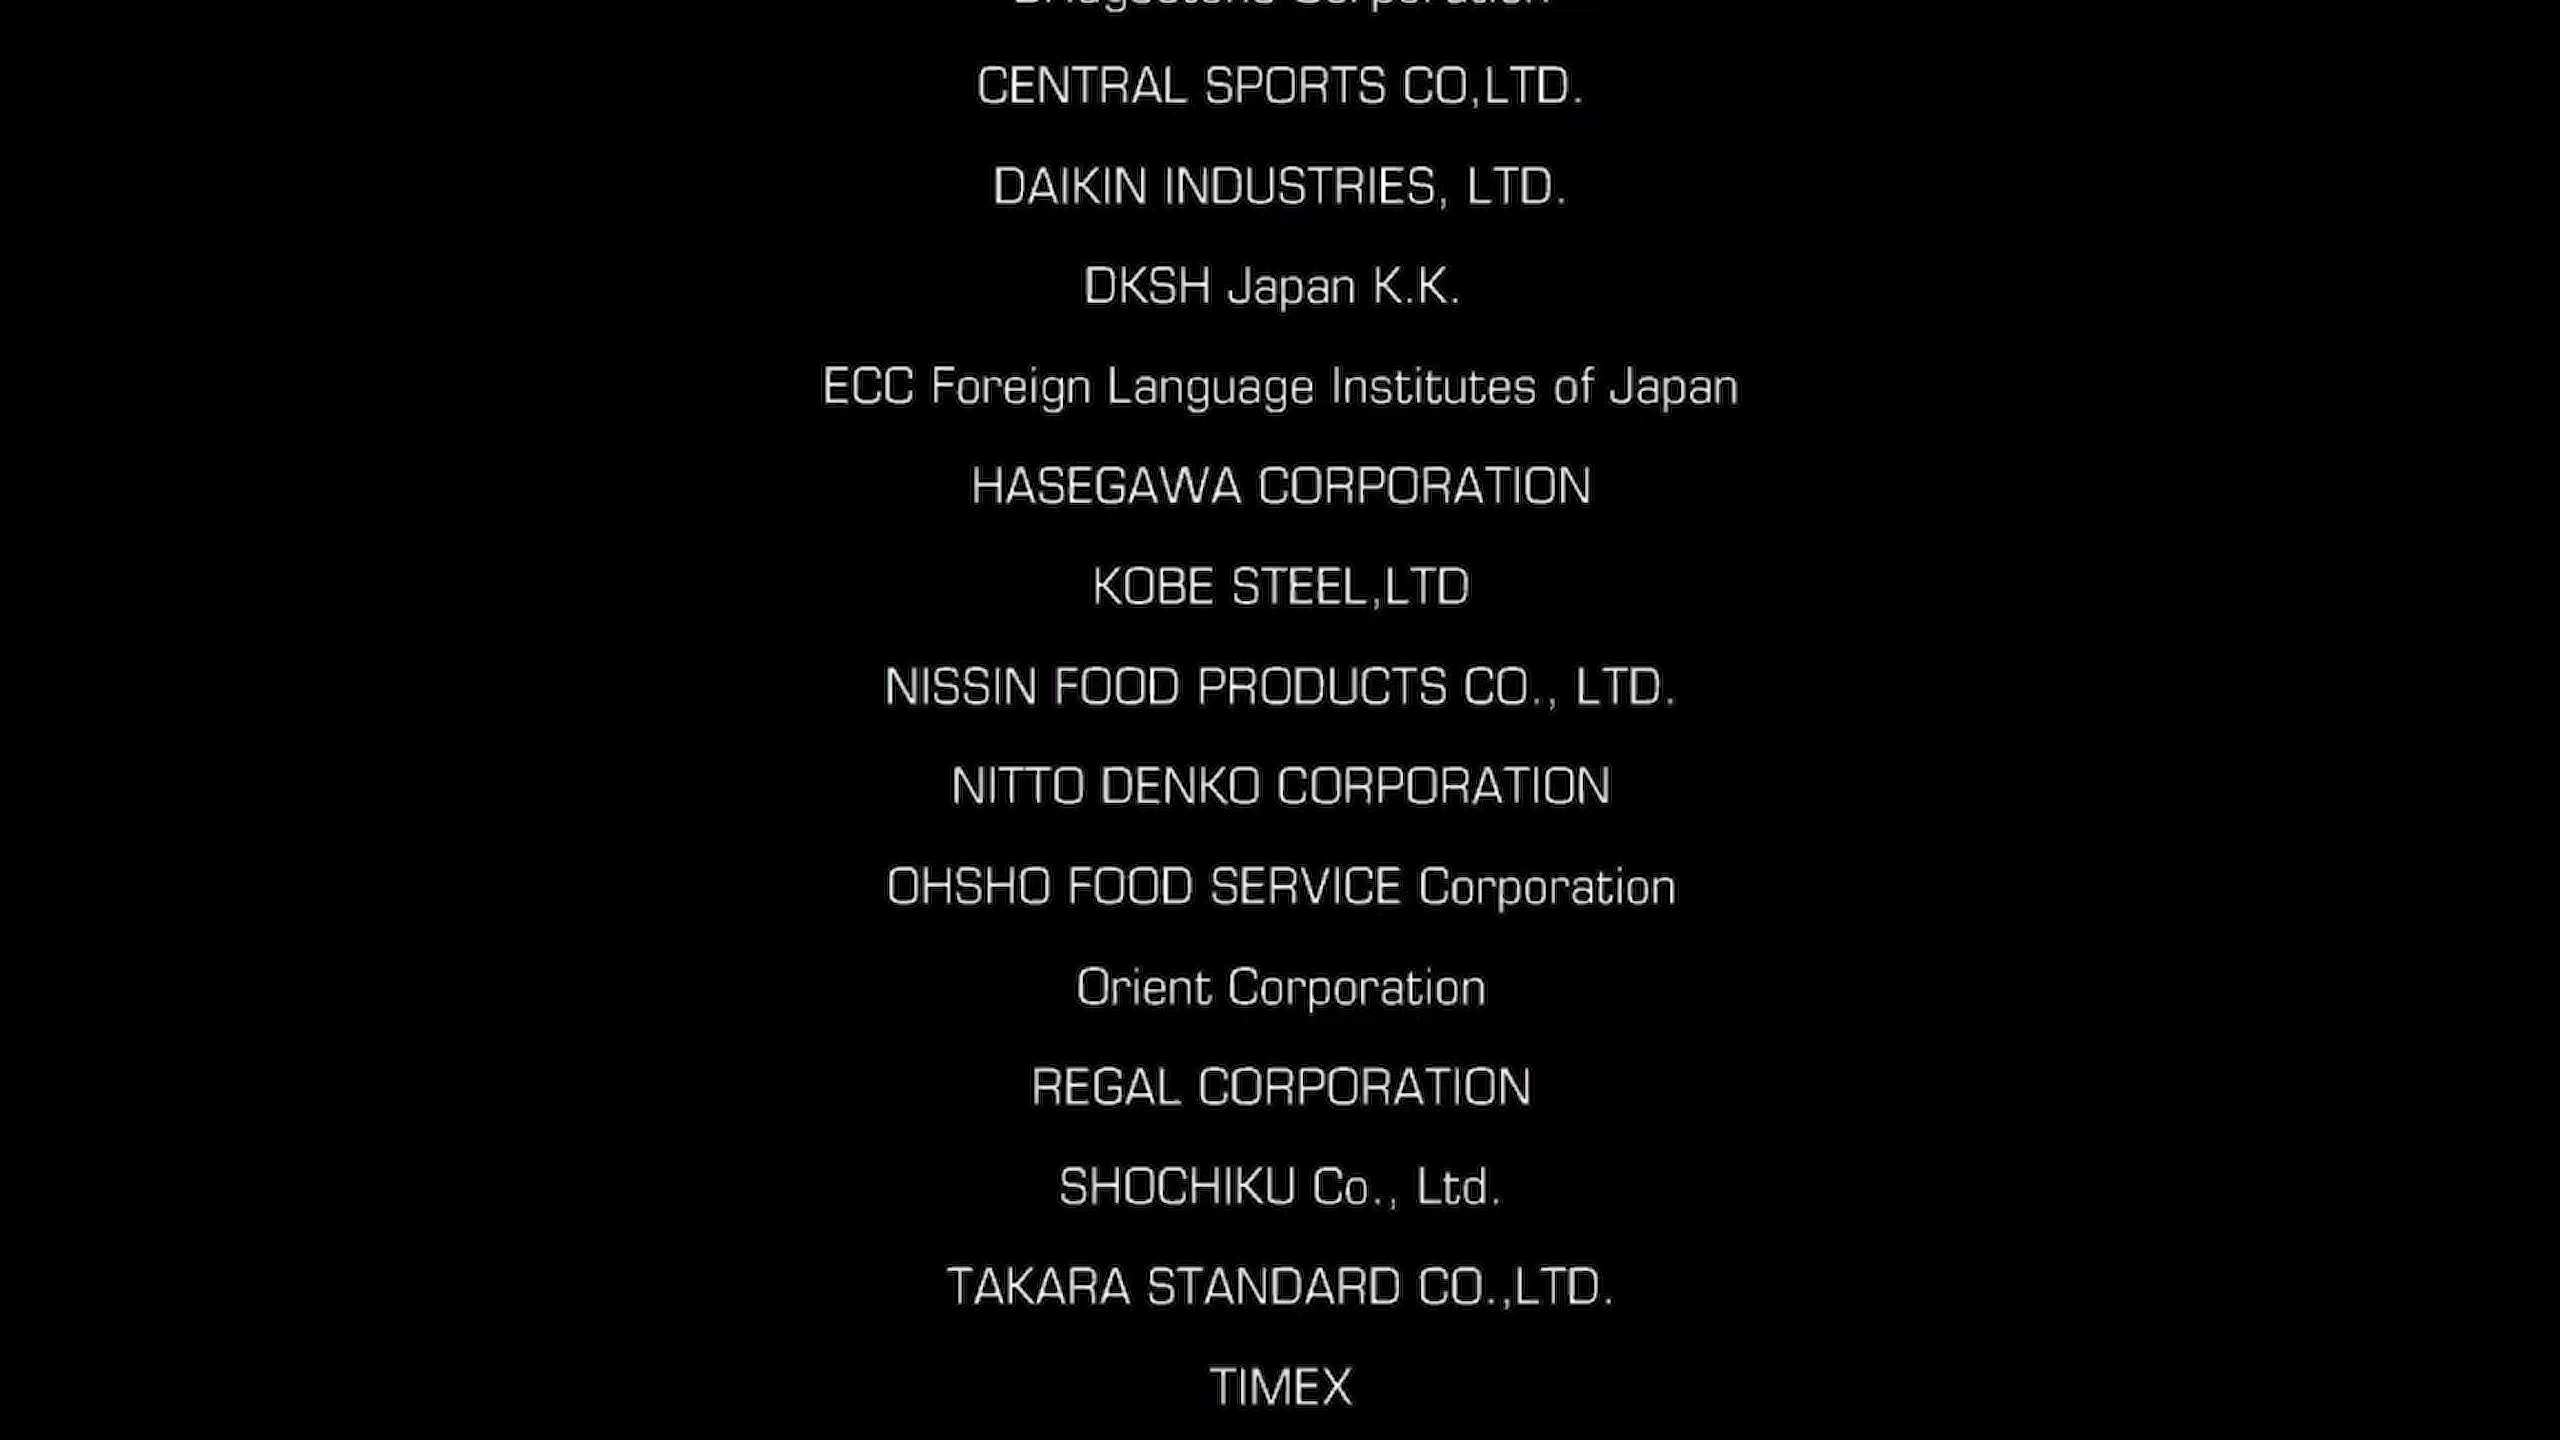 Bridgestone Corporation
CENTRAL SPORTS CO,LTD.
DAIKIN INDUSTRIES, LTD.
DKSH Japan K.K.
ECC Foreign Language Institutes of Japan
HASEGAWA CORPORATION
KOBE STEEL,LTD
NISSIN FOOD PRODUCTS CO., LTD.
NITTO DENKO CORPORATION
OHSHO FOOD SERVICE Corporation
Orient Corporation
REGAL CORPORATION
SHOCHIKU Co., Ltd.
TAKARA STANDARD CO.,LTD.
TIMEX